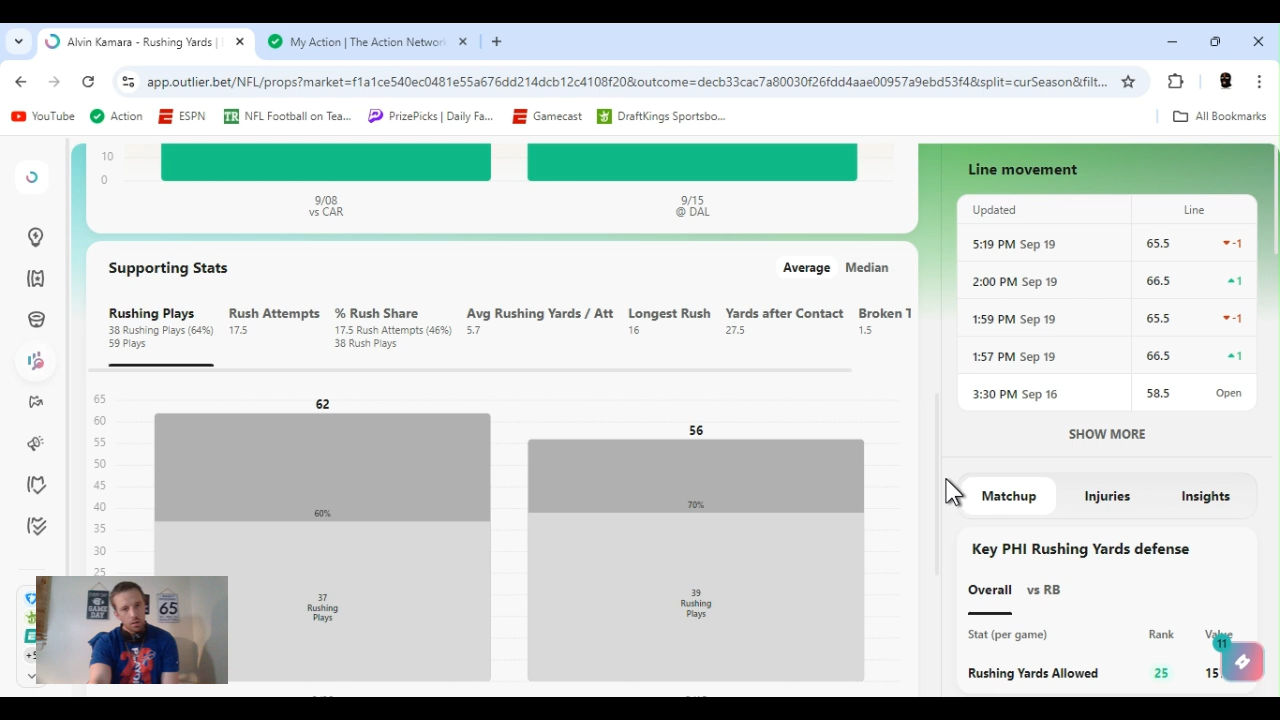 Alvin Kamara - Rushing Yards |
My Action | The Action Network
app.outlier.bet/NFL/props?market=f1a1ce540ec0481e55a676dd214dcb12c4108f20&outcome=decb33cac7a80030f26fdd4aae00957a9ebd53f4&split=curSeason&filt...
YouTube Action ESPN NFL Football on Tea... PrizePicks | Daily Fa... Gamecast DraftKings Sportsbo... All Bookmarks
10
0
9/08
vs CAR
9/15
@ DAL
Supporting Stats
Average Median
Rushing Plays
38 Rushing Plays (64%)
59 Plays
Rush Attempts
17.5
% Rush Share
17.5 Rush Attempts (46%)
38 Rush Plays
Avg Rushing Yards / Att
5.7
Longest Rush
16
Yards after Contact
27.5
Broken T
1.5
65
60
55
50
45
40
35
30
25
62
60%
37
Rushing
Plays
56
70%
39
Rushing
Plays
GAME
DAY
65
Line movement
Updated Line
5:19 PM Sep 19 65.5 -1
2:00 PM Sep 19 66.5 1
1:59 PM Sep 19 65.5 -1
1:57 PM Sep 19 66.5 1
3:30 PM Sep 16 58.5 Open
SHOW MORE
Matchup Injuries Insights
Key PHI Rushing Yards defense
Overall vs RB
Stat (per game) Rank Value
11
Rushing Yards Allowed 25 15